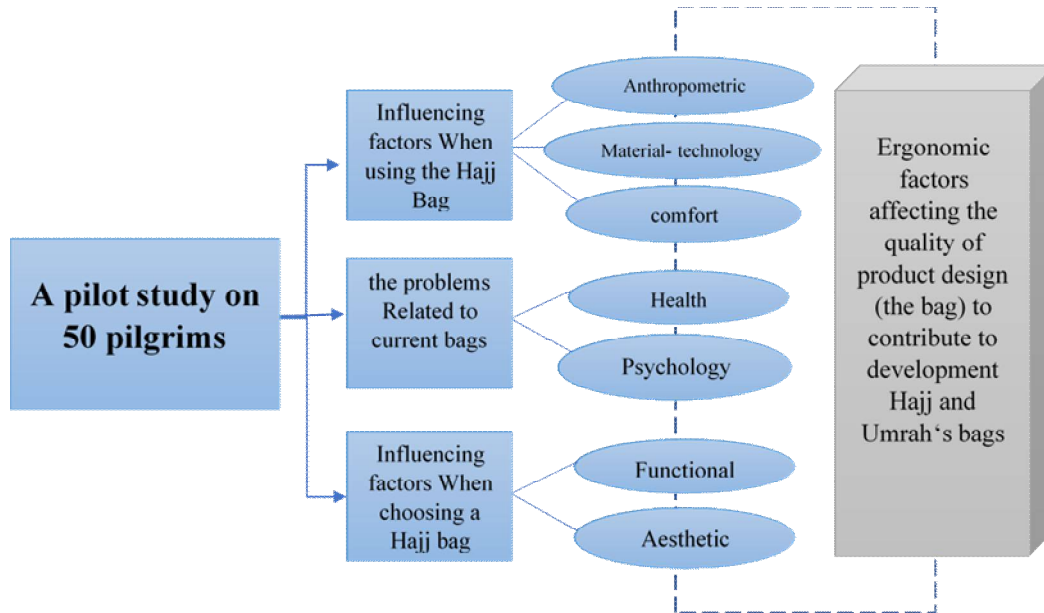 A pilot study on
50 pilgrims
Influencing
factors When
using the Hajj
Bag
the problems
Related to
current bags
Influencing
factors When
choosing a
Hajj bag
Anthropometric
Material- technology
comfort
Health
Psychology
Functional
Aesthetic
Ergonomic
factors
affecting the
quality of
product design
(the bag) to
contribute to
development
Hajj and
Umrah‘s bags